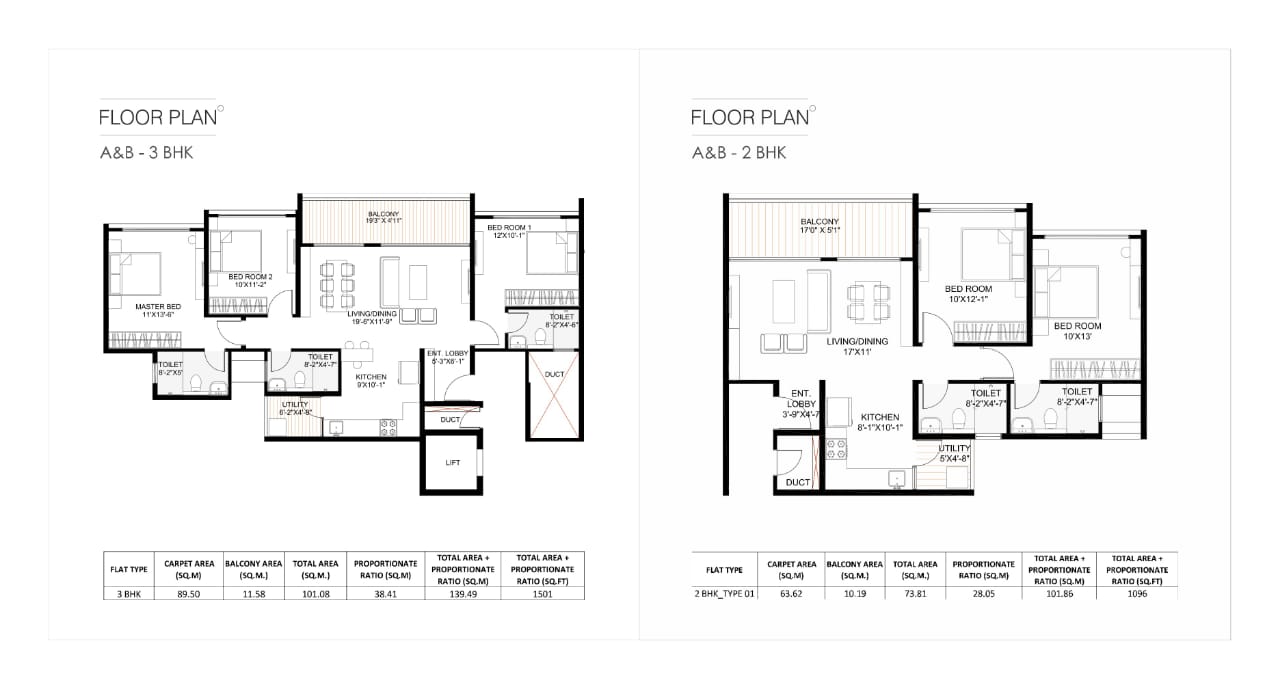 FLOOR PLAN
A&B - 3 BHK
BALCONY
19'3" X 4'11"
BED ROOM 1
12'X10'-1"
BED ROOM 2
10'X11'-2"
MASTER BED
11'X13'-6"
LIVING/DINING
19'-6"X11'-9"
TOILET
8'-2"X4'-6"
TOILET
8'-2"X5'
TOILET
8'-2"X4'-7"
ENT. LOBBY
KITCHEN
9'X10'-1"
DUCT
UTILITY
6'-2"X4'-8"
DUCT
LIFT
FLAT TYPE CARPET AREA (SQ.M) BALCONY AREA (SQ.M.) TOTAL AREA (SQ.M.) PROPORTIONATE RATIO (SQ.M) TOTAL AREA + PROPORTIONATE RATIO (SQ.M) TOTAL AREA + PROPORTIONATE RATIO (SQ.FT)
3 BHK 89.50 11.58 101.08 38.41 139.49 1501
FLOOR PLAN
A&B - 2 BHK
BALCONY
17'0" X 5'1"
BED ROOM
10'X12'-1"
BED ROOM
10'X13'
LIVING/DINING
17'X11'
ENT.
LOBBY
3'-9"X4'-7
TOILET
8'-2"X4'-7"
TOILET
8'-2"X4'-7"
KITCHEN
8'-1"X10'-1"
UTILITY
5'X4'-8"
DUCT
FLAT TYPE CARPET AREA (SQ.M) BALCONY AREA (SQ.M.) TOTAL AREA (SQ.M.) PROPORTIONATE RATIO (SQ.M) TOTAL AREA + PROPORTIONATE RATIO (SQ.M) TOTAL AREA + PROPORTIONATE RATIO (SQ.FT)
2 BHK_TYPE 01 63.62 10.19 73.81 28.05 101.86 1096